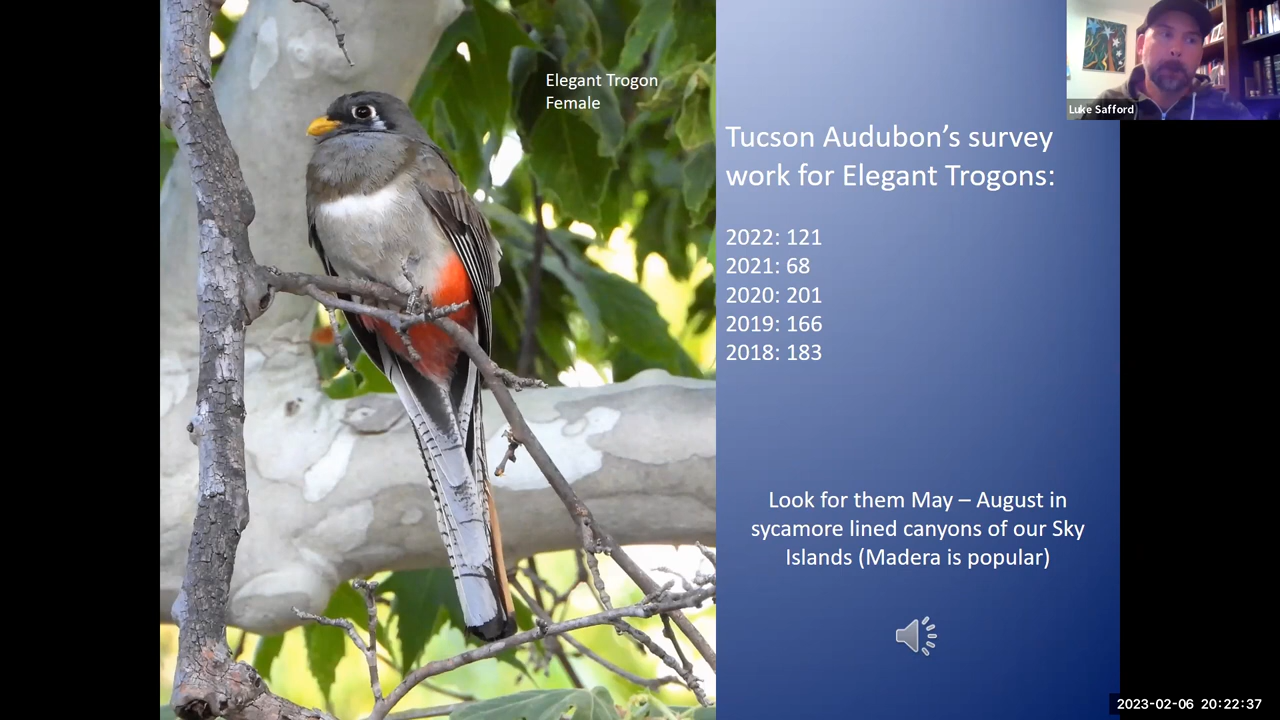 Elegant Trogon
Female
Luke Safford
Tucson Audubon’s survey
work for Elegant Trogons:
2022: 121
2021: 68
2020: 201
2019: 166
2018: 183
Look for them May – August in
sycamore lined canyons of our Sky
Islands (Madera is popular)
2023-02-06 20:22:37